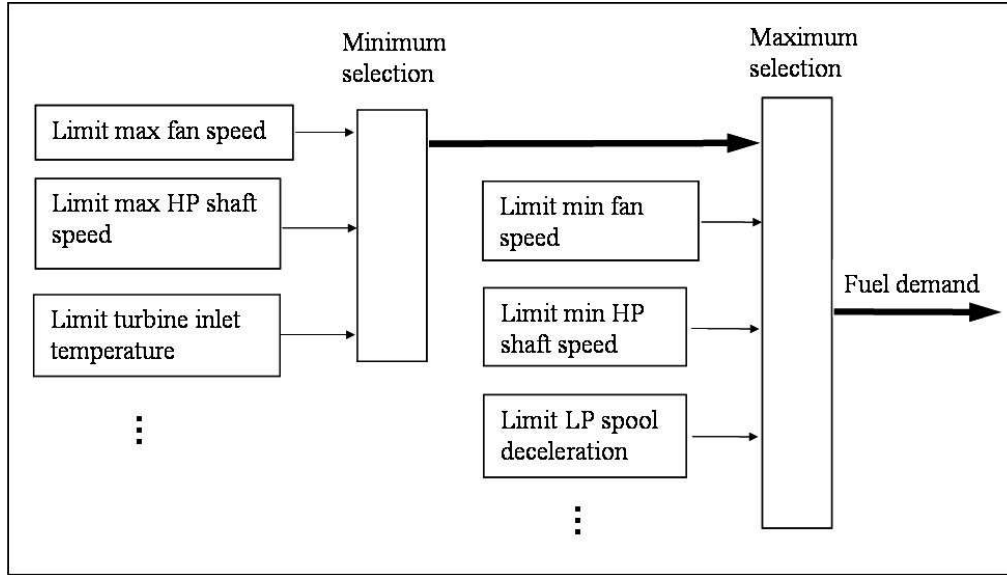 Minimum
selection
Limit max fan speed
Limit max HP shaft
speed
Limit turbine inlet
temperature
⋮
Maximum
selection
Limit min fan
speed
Limit min HP
shaft speed
Limit LP spool
deceleration
⋮
Fuel demand